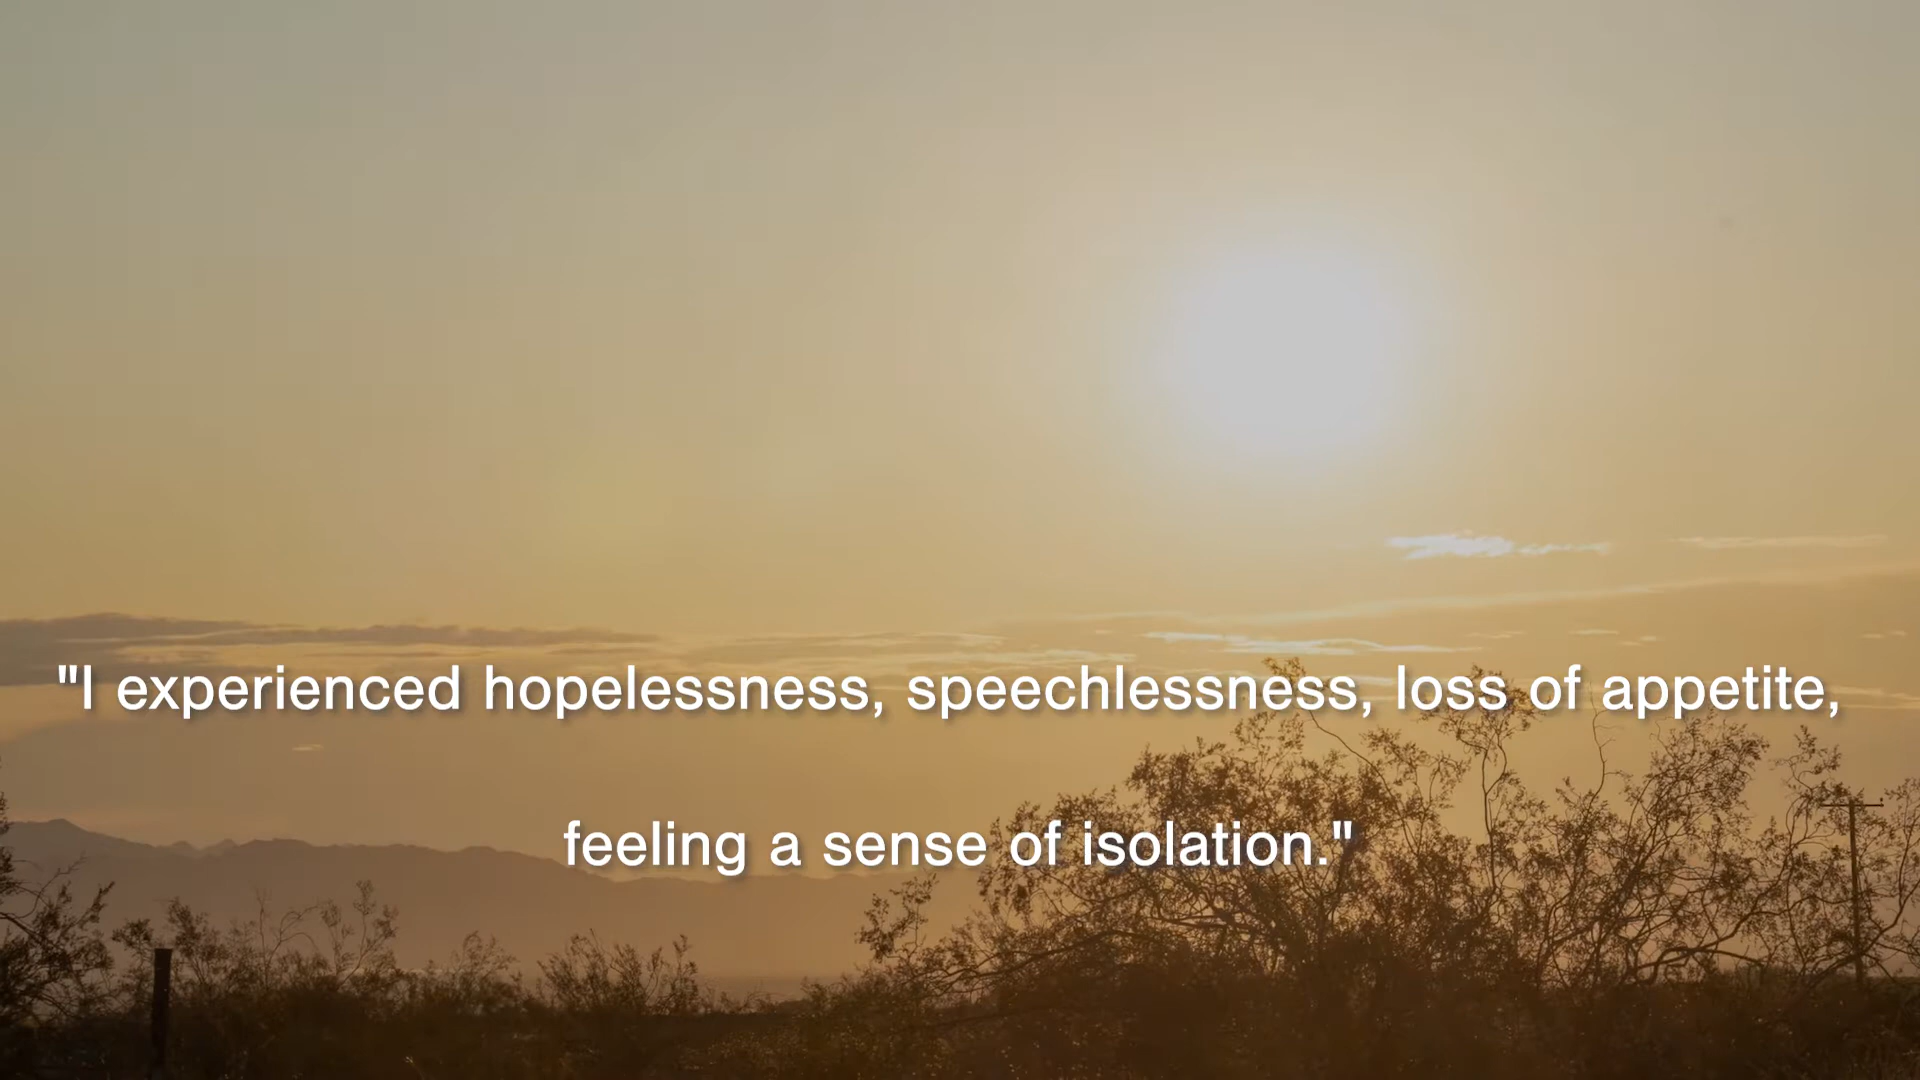 "I experienced hopelessness, speechlessness, loss of appetite,
feeling a sense of isolation."